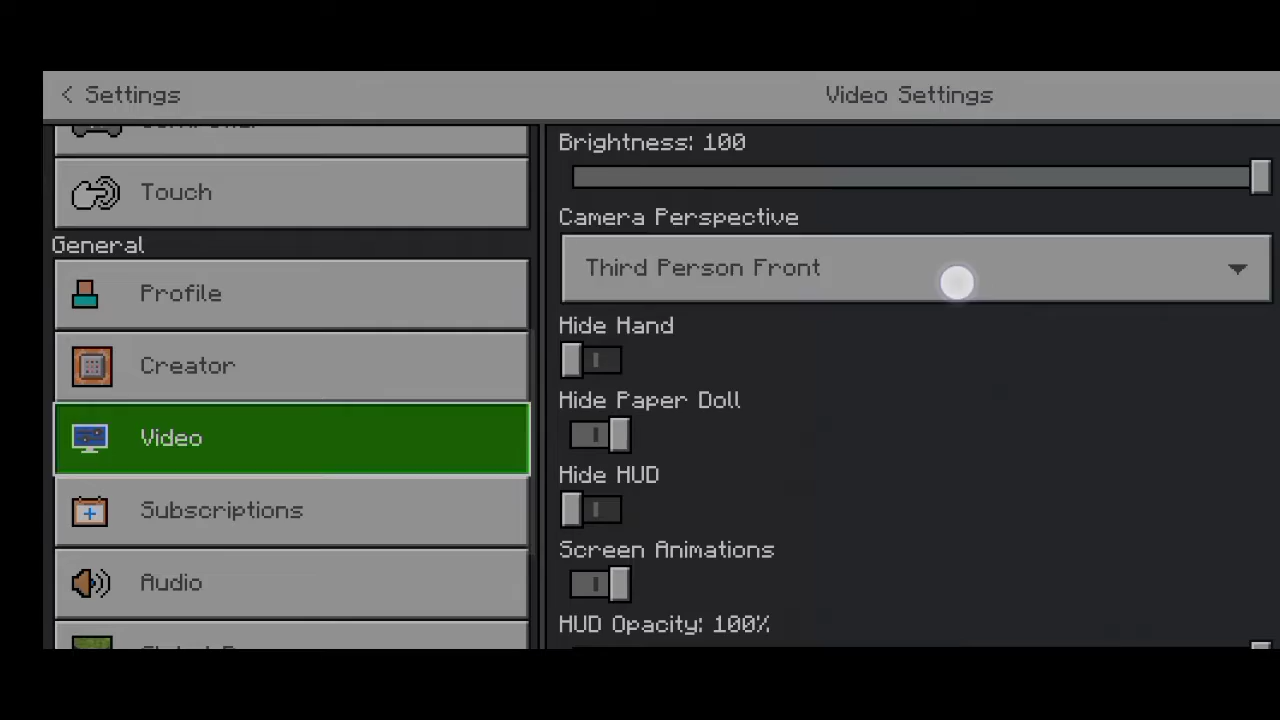 < Settings
Video Settings
Touch
General
Profile
Creator
Video
Subscriptions
Audio
Brightness: 100
Camera Perspective
Third Person Front
Hide Hand
Hide Paper Doll
Hide HUD
Screen Animations
HUD Opacity: 100%